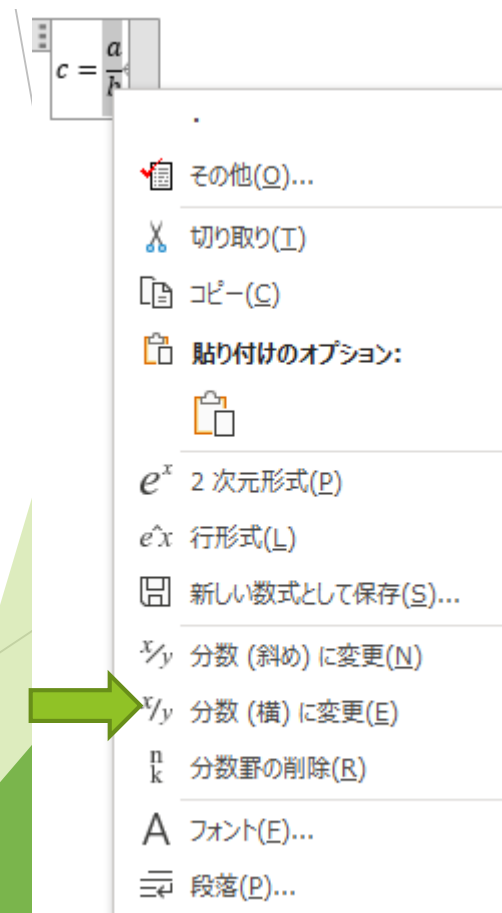 c = a/b
.
その他(O)...
切り取り(T)
コピー(C)
貼り付けのオプション:
e^x 2 次元形式(P)
e^x 行形式(L)
新しい数式として保存(S)...
x/y 分数 (斜め) に変更(N)
x/y 分数 (横) に変更(E)
n k 分数罫の削除(R)
A フォント(F)...
段落(P)...